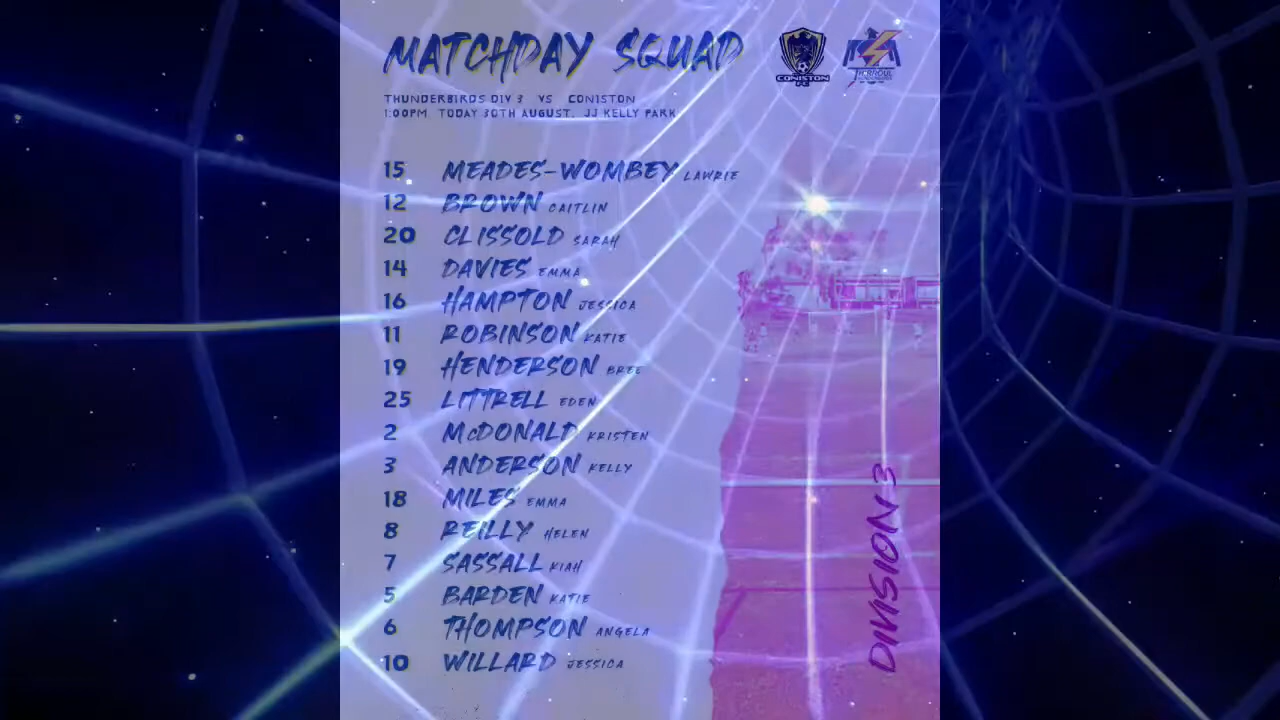 MATCHDAY SQUAD
CONISTON
FC
THIRROUL
THUNDERBIRDS DIV 3 VS CONISTON
1:00PM, TODAY 30TH AUGUST, JJ KELLY PARK
15 MEADES-WOMBEY LAWRIE
12 BROWN CAITLIN
20 CLISSOLD SARAH
14 DAVIES EMMA
16 HAMPTON JESSICA
11 ROBINSON KATIE
19 HENDERSON BREE
25 LITTRELL EDEN
2 McDONALD KRISTEN
3 ANDERSON KELLY
18 MILES EMMA
8 REILLY HELEN
7 SASSALL KIAH
5 BARDEN KATIE
6 THOMPSON ANGELA
10 WILLARD JESSICA
DIVISION 3